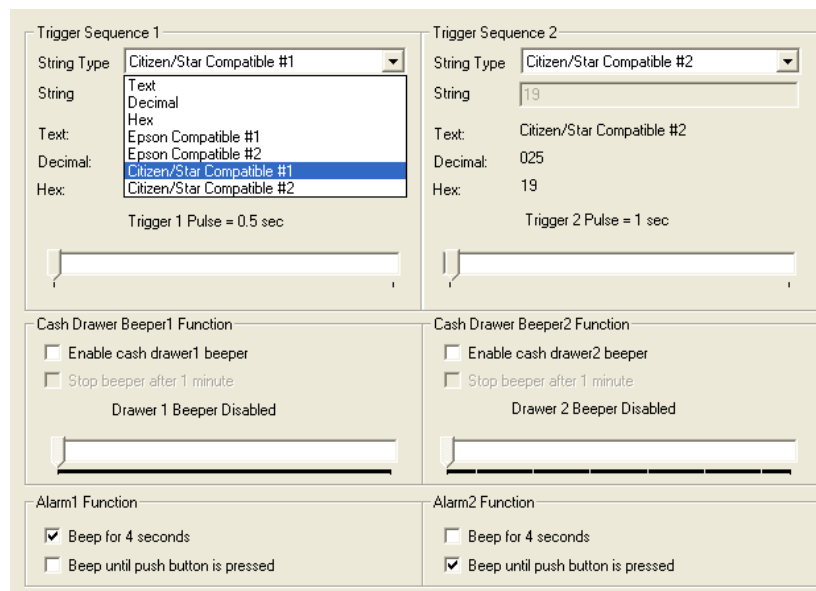 Trigger Sequence 1
String Type Citizen/Star Compatible #1
String
Text
Decimal
Hex
Epson Compatible #1
Epson Compatible #2
Citizen/Star Compatible #1
Citizen/Star Compatible #2
Text:
Decimal:
Hex:
Trigger 1 Pulse = 0.5 sec
Trigger Sequence 2
String Type Citizen/Star Compatible #2
String 19
Text: Citizen/Star Compatible #2
Decimal: 025
Hex: 19
Trigger 2 Pulse = 1 sec
Cash Drawer Beeper1 Function
Enable cash drawer1 beeper
Stop beeper after 1 minute
Drawer 1 Beeper Disabled
Cash Drawer Beeper2 Function
Enable cash drawer2 beeper
Stop beeper after 1 minute
Drawer 2 Beeper Disabled
Alarm1 Function
Beep for 4 seconds
Beep until push button is pressed
Alarm2 Function
Beep for 4 seconds
Beep until push button is pressed